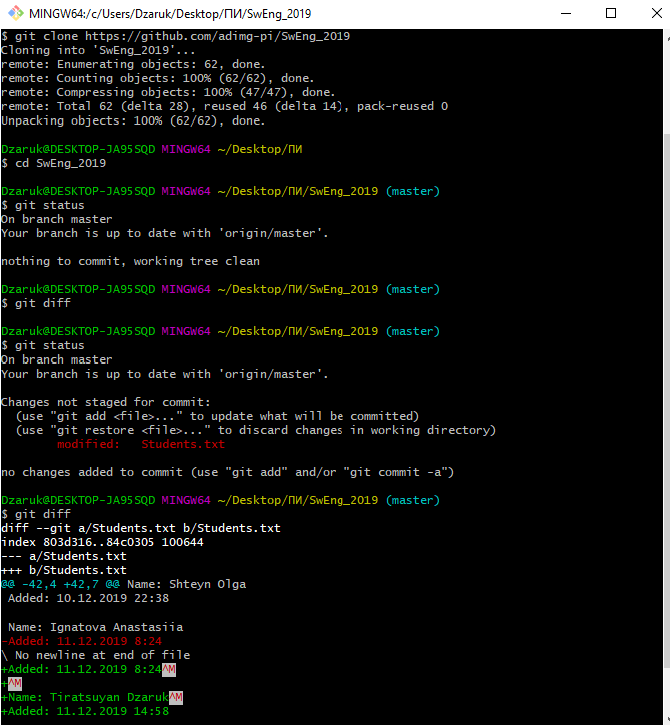 MINGW64:/c/Users/Dzaruk/Desktop/ПИ/SwEng_2019
$ git clone https://github.com/adimg-pi/SwEng_2019
Cloning into 'SwEng_2019'...
remote: Enumerating objects: 62, done.
remote: Counting objects: 100% (62/62), done.
remote: Compressing objects: 100% (47/47), done.
remote: Total 62 (delta 28), reused 46 (delta 14), pack-reused 0
Unpacking objects: 100% (62/62), done.
Dzaruk@DESKTOP-JA95SQD MINGW64 ~/Desktop/ПИ
$ cd SwEng_2019
Dzaruk@DESKTOP-JA95SQD MINGW64 ~/Desktop/ПИ/SwEng_2019 (master)
$ git status
On branch master
Your branch is up to date with 'origin/master'.
nothing to commit, working tree clean
Dzaruk@DESKTOP-JA95SQD MINGW64 ~/Desktop/ПИ/SwEng_2019 (master)
$ git diff
Dzaruk@DESKTOP-JA95SQD MINGW64 ~/Desktop/ПИ/SwEng_2019 (master)
$ git status
On branch master
Your branch is up to date with 'origin/master'.
Changes not staged for commit:
(use "git add <file>..." to update what will be committed)
(use "git restore <file>..." to discard changes in working directory)
modified:   Students.txt
no changes added to commit (use "git add" and/or "git commit -a")
Dzaruk@DESKTOP-JA95SQD MINGW64 ~/Desktop/ПИ/SwEng_2019 (master)
$ git diff
diff --git a/Students.txt b/Students.txt
index 803d316..84c0305 100644
--- a/Students.txt
+++ b/Students.txt
@@ -42,4 +42,7 @@ Name: Shteyn Olga
Added: 10.12.2019 22:38
Name: Ignatova Anastasiia
-Added: 11.12.2019 8:24
\ No newline at end of file
+Added: 11.12.2019 8:24^M
+^M
+Name: Tiratsuyan Dzaruk^M
+Added: 11.12.2019 14:58